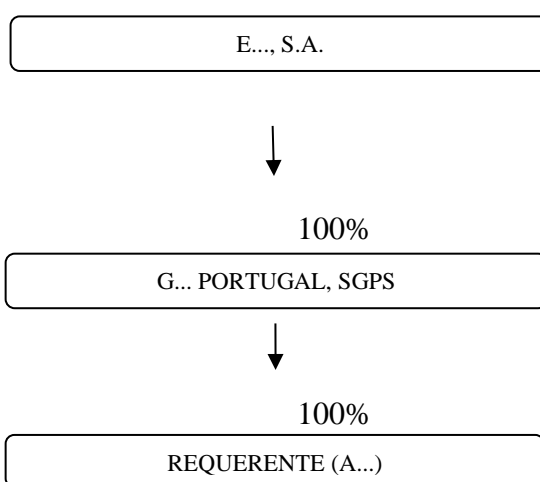 E..., S.A.
100%
G... PORTUGAL, SGPS
100%
REQUERENTE (A...)